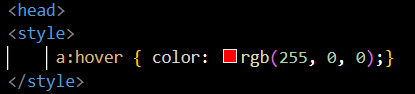 <head>
<style>
a:hover { color: rgb(255, 0, 0);}
</style>